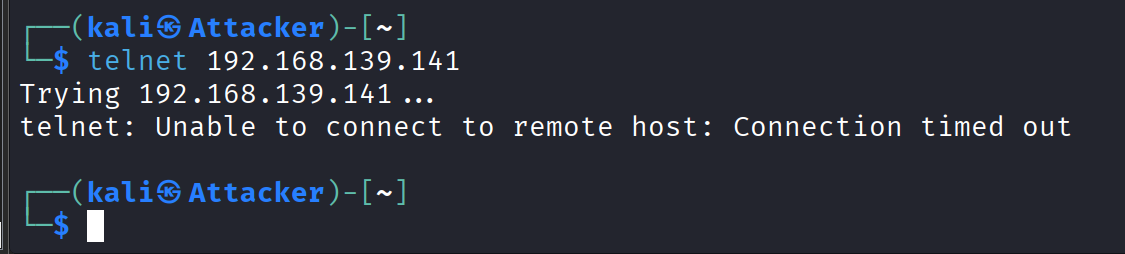 ┌──(kali㉿Attacker)-[~]
└─$ telnet 192.168.139.141
Trying 192.168.139.141...
telnet: Unable to connect to remote host: Connection timed out
┌──(kali㉿Attacker)-[~]
└─$